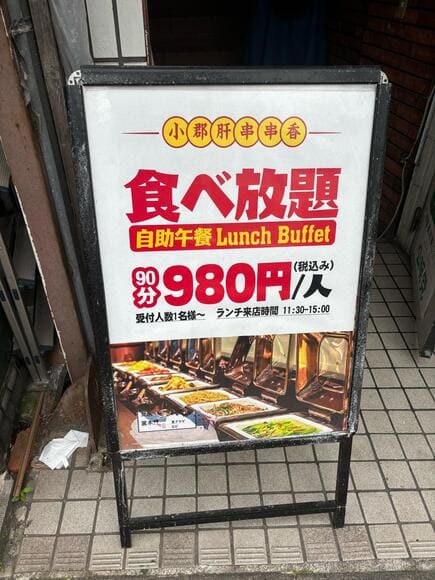 小郡肝串串香
食べ放題
自助午餐 Lunch Buffet
90分 980円/人 (税込み)
受付人数1名様〜 ランチ来店時間 11:30-15:00